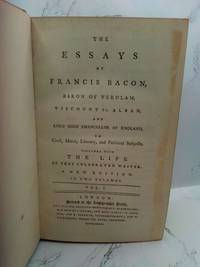 THE
ESSAYS
OF
FRANCIS BACON,
BARON OF VERULAM,
VISCOUNT ST. ALBAN,
AND
LORD HIGH CHANCELLOR OF ENGLAND,
ON
Civil, Moral, Literary, and Political Subjects.
TOGETHER WITH
THE LIFE
OF THAT CELEBRATED WRITER.
A NEW EDITION.
IN TWO VOLUMES.
VOL. I.
LONDON: